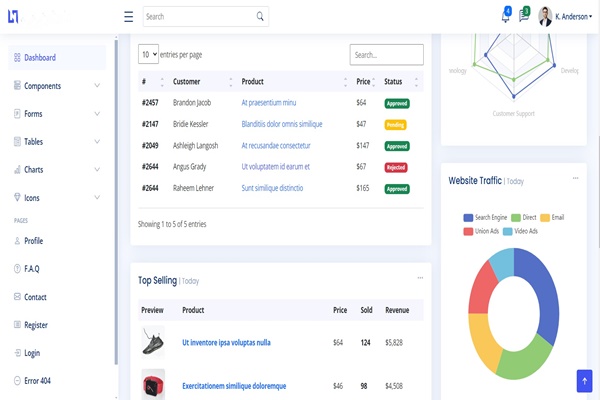 Search
4
3
K. Anderson
Dashboard
Components
Forms
Tables
Charts
Icons
PAGES
Profile
F.A.Q
Contact
Register
Login
Error 404
10 entries per page
Search...
# Customer Product Price Status
#2457 Brandon Jacob At praesentium minu $64 Approved
#2147 Bridie Kessler Blanditiis dolor omnis similique $47 Pending
#2049 Ashleigh Langosh At recusandae consectetur $147 Approved
#2644 Angus Grady Ut voluptatem id earum et $67 Rejected
#2644 Raheem Lehner Sunt similique distinctio $165 Approved
Showing 1 to 5 of 5 entries
Top Selling | Today
Preview Product Price Sold Revenue
Ut inventore ipsa voluptas nulla $64 124 $5,828
Exercitationem similique doloremque $46 98 $4,508
Customer Support
Website Traffic | Today
Search Engine Direct Email
Union Ads Video Ads